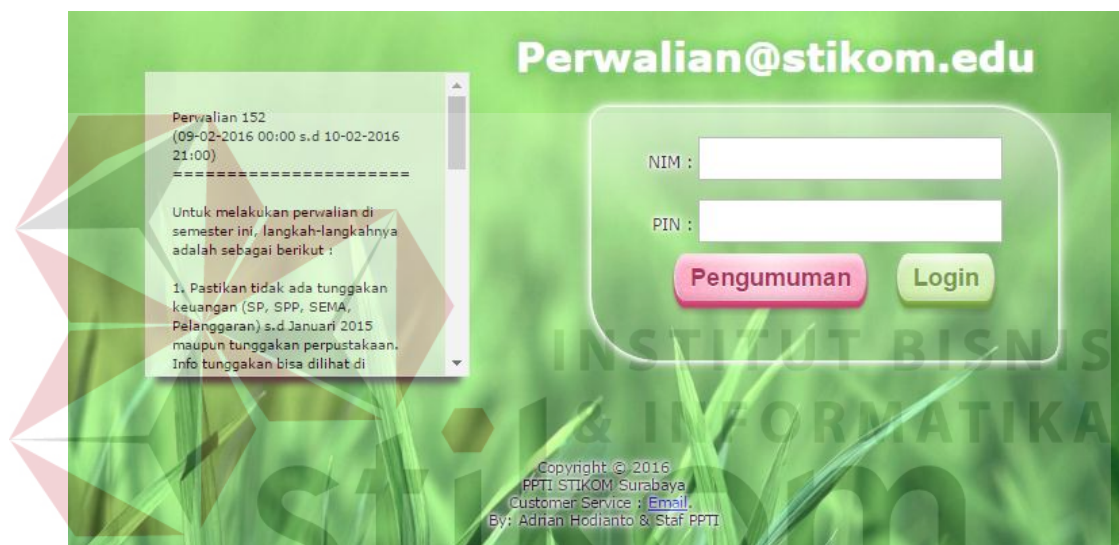 Perwalian@stikom.edu
Perwalian 152
(09-02-2016 00:00 s.d 10-02-2016
21:00)
=======================
Untuk melakukan perwalian di
semester ini, langkah-langkahnya
adalah sebagai berikut :
1. Pastikan tidak ada tunggakan
keuangan (SP, SPP, SEMA,
Pelanggaran) s.d Januari 2015
maupun tunggakan perpustakaan.
Info tunggakan bisa dilihat di
NIM :
PIN :
Pengumuman
Login
INSTITUT BISNIS
& INFORMATIKA
stikom
Copyright © 2016
PPTI STIKOM Surabaya
Customer Service : Email.
By: Adrian Hodianto & Staf PPTI